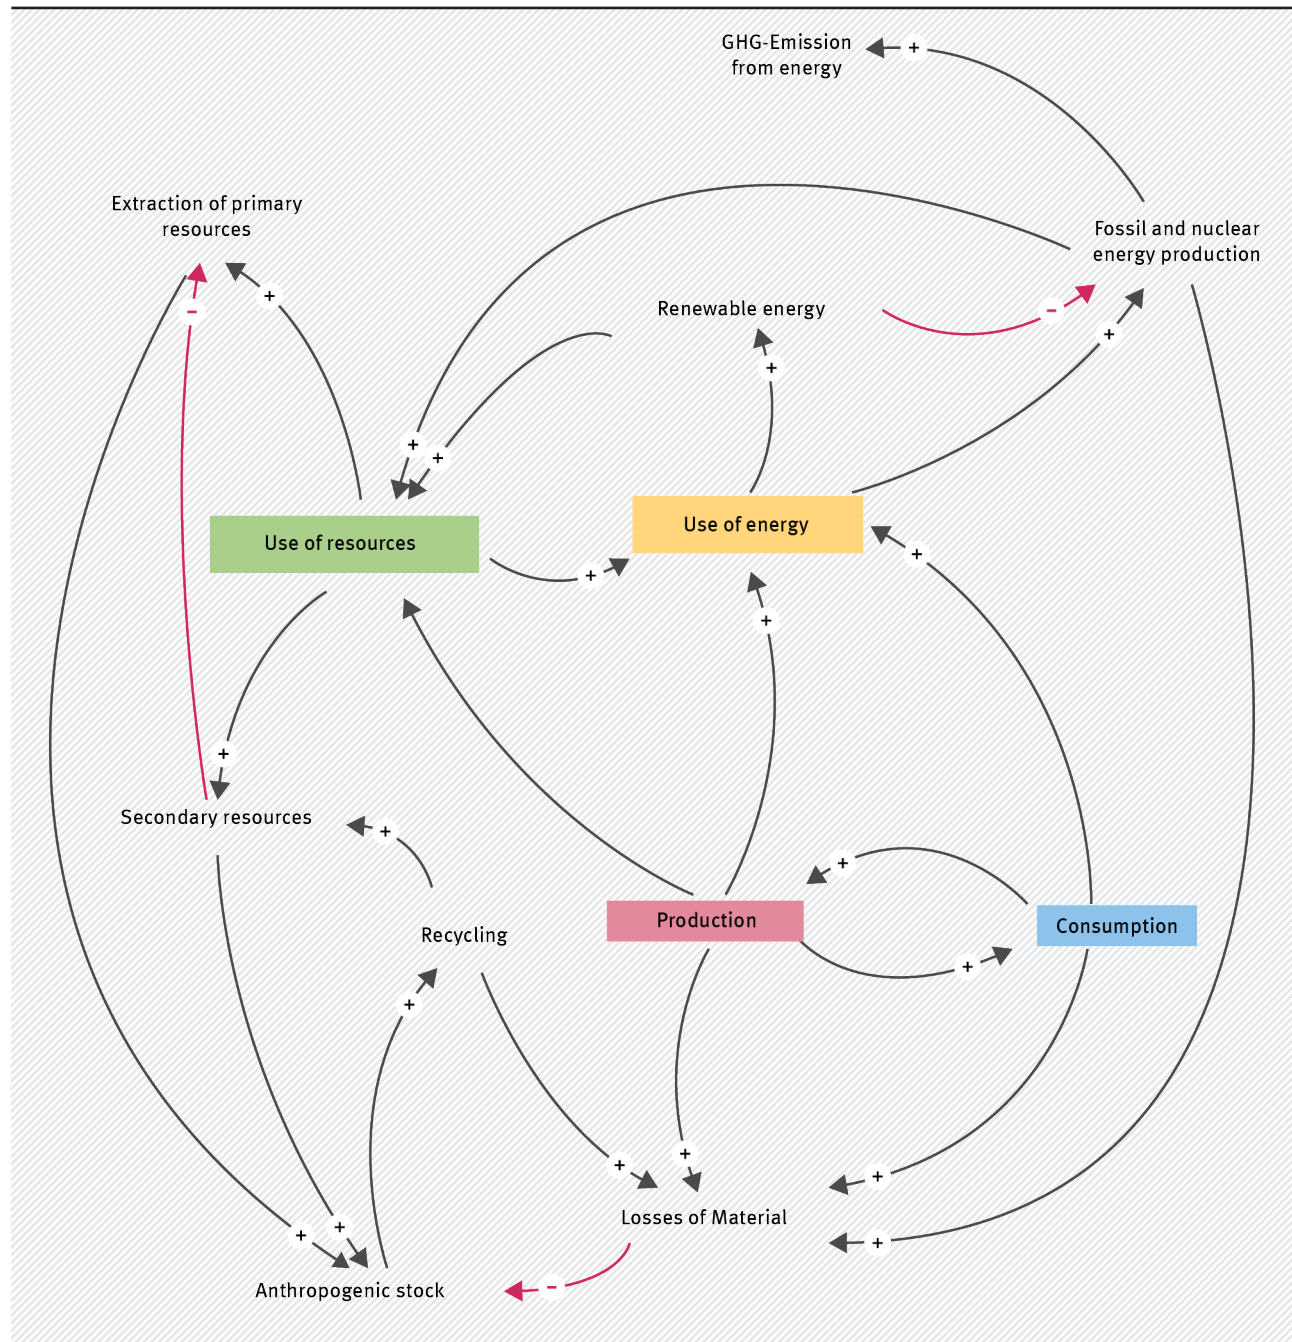 GHG-Emission
from energy
+
Extraction of primary
resources
Fossil and nuclear
energy production
+
-
Renewable energy
-
+
+
+
+
Use of energy
Use of resources
+
+
+
+
Secondary resources
+
+
Production
Consumption
Recycling
+
+
+
+
+
Losses of Material
+
+
+
-
Anthropogenic stock